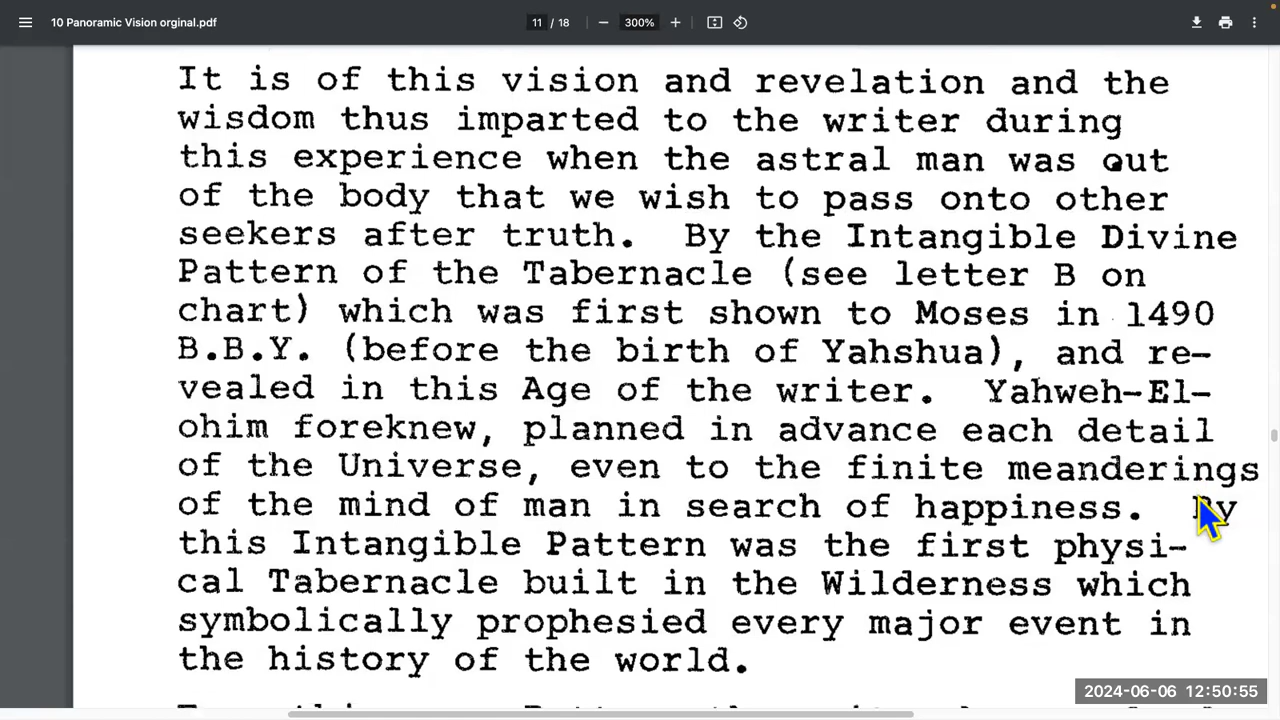 10 Panoramic Vision orginal.pdf
11 / 18
300%
It is of this vision and revelation and the
wisdom thus imparted to the writer during
this experience when the astral man was out
of the body that we wish to pass onto other
seekers after truth. By the Intangible Divine
Pattern of the Tabernacle (see letter B on
chart) which was first shown to Moses in 1490
B.B.Y. (before the birth of Yahshua), and re-
vealed in this Age of the writer. Yahweh-El-
ohim foreknew, planned in advance each detail
of the Universe, even to the finite meanderings
of the mind of man in search of happiness. By
this Intangible Pattern was the first physi-
cal Tabernacle built in the Wilderness which
symbolically prophesied every major event in
the history of the world.
2024-06-06 12:50:55